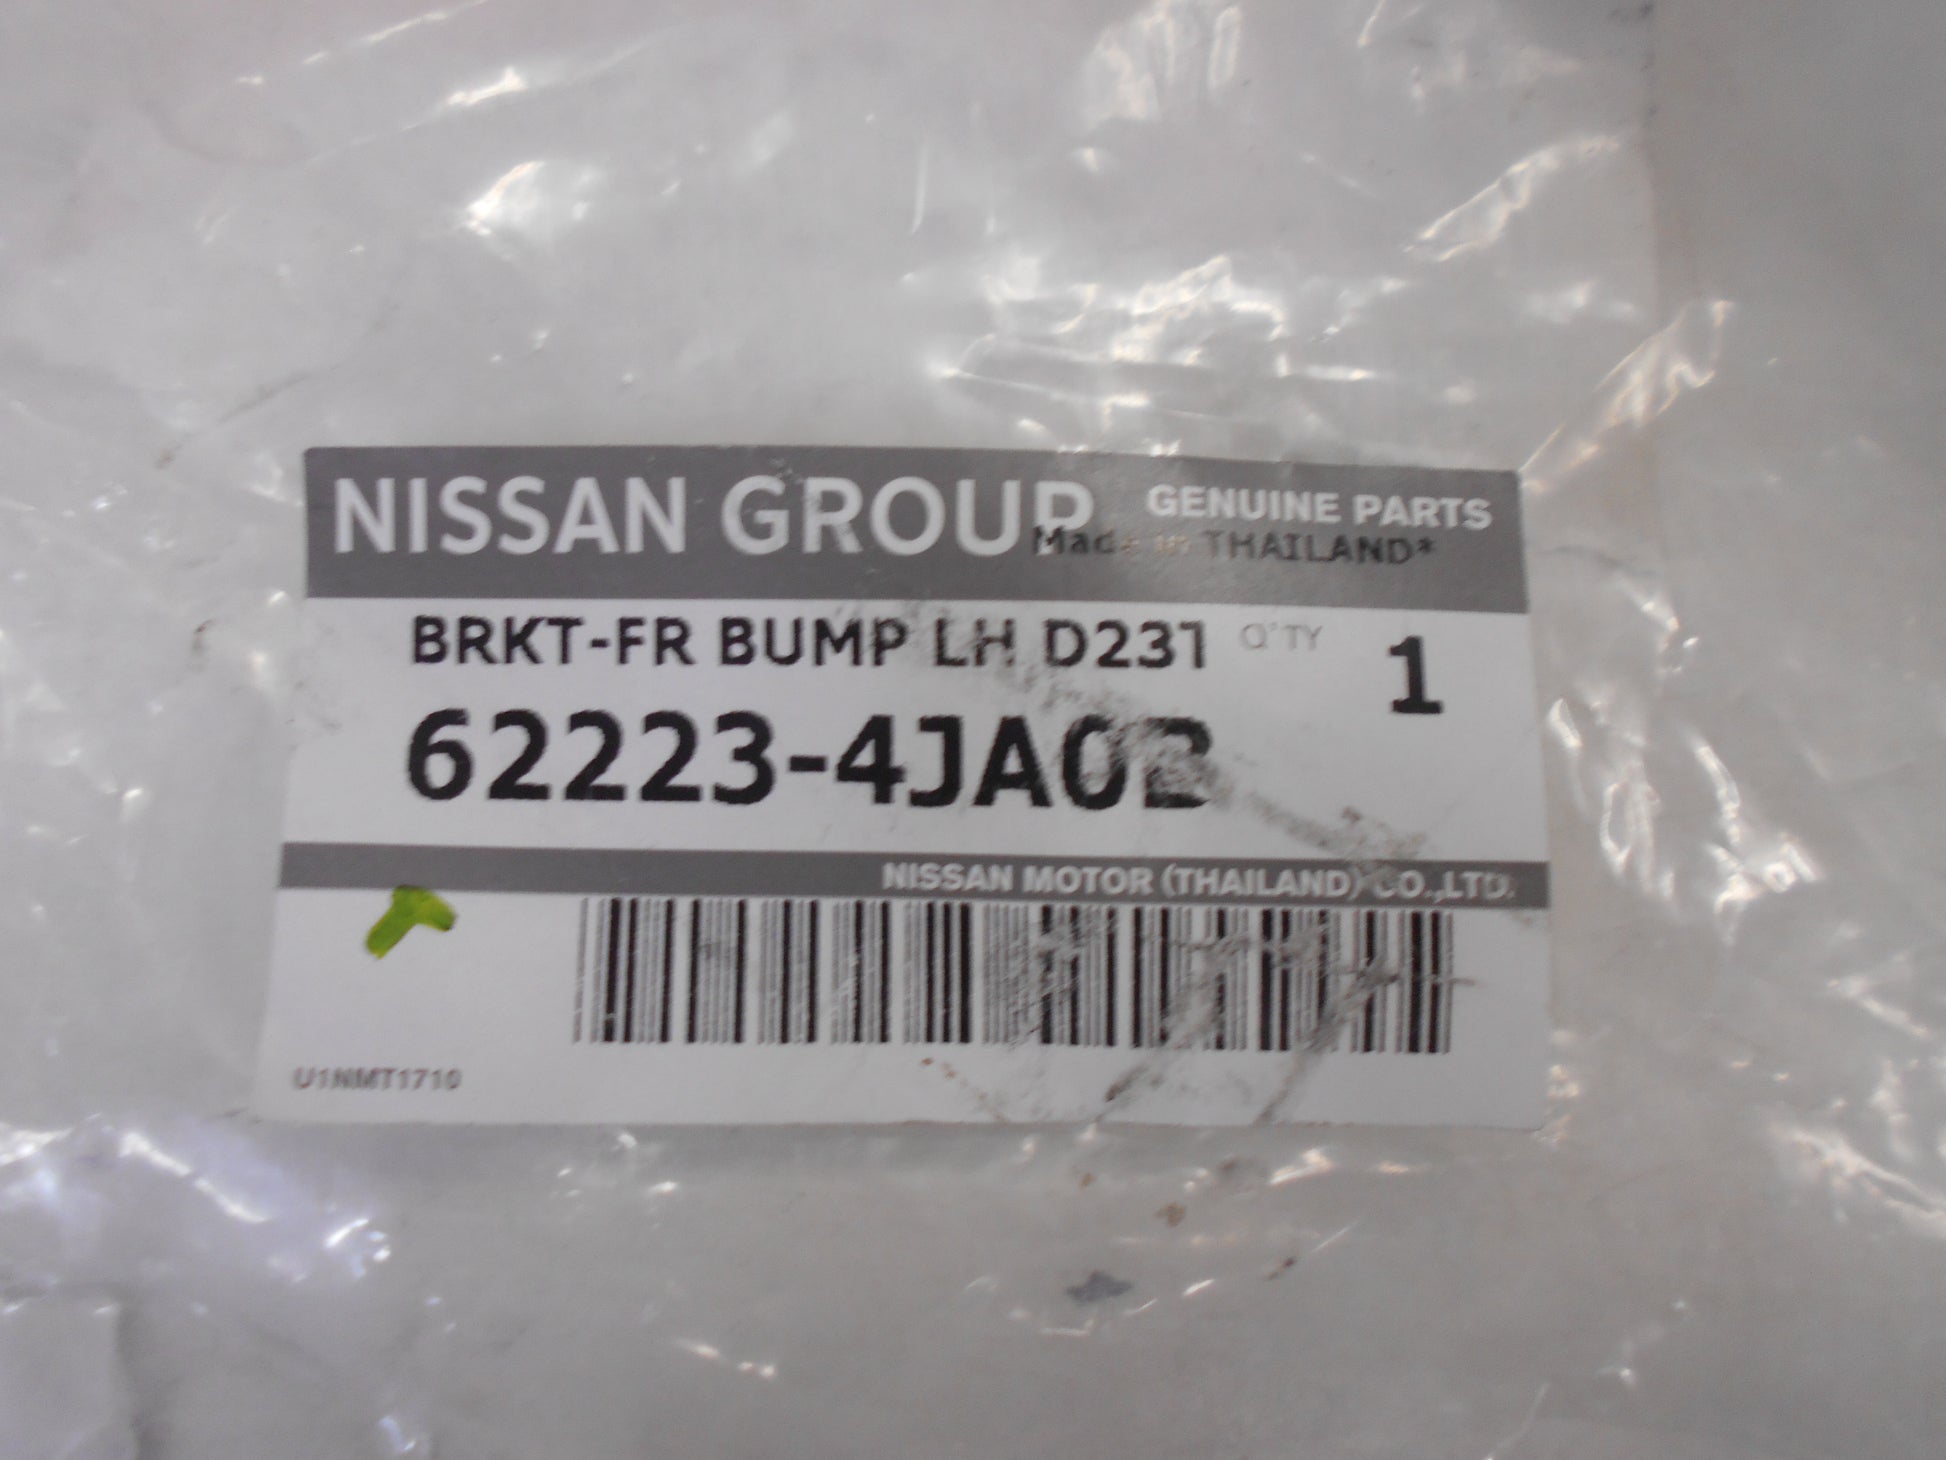 NISSAN GROUP GENUINE PARTS
Made in THAILAND*
BRKT-FR BUMP LH D231 Q'TY 1
62223-4JA0B
NISSAN MOTOR (THAILAND) CO.,LTD.
U1NMT1710